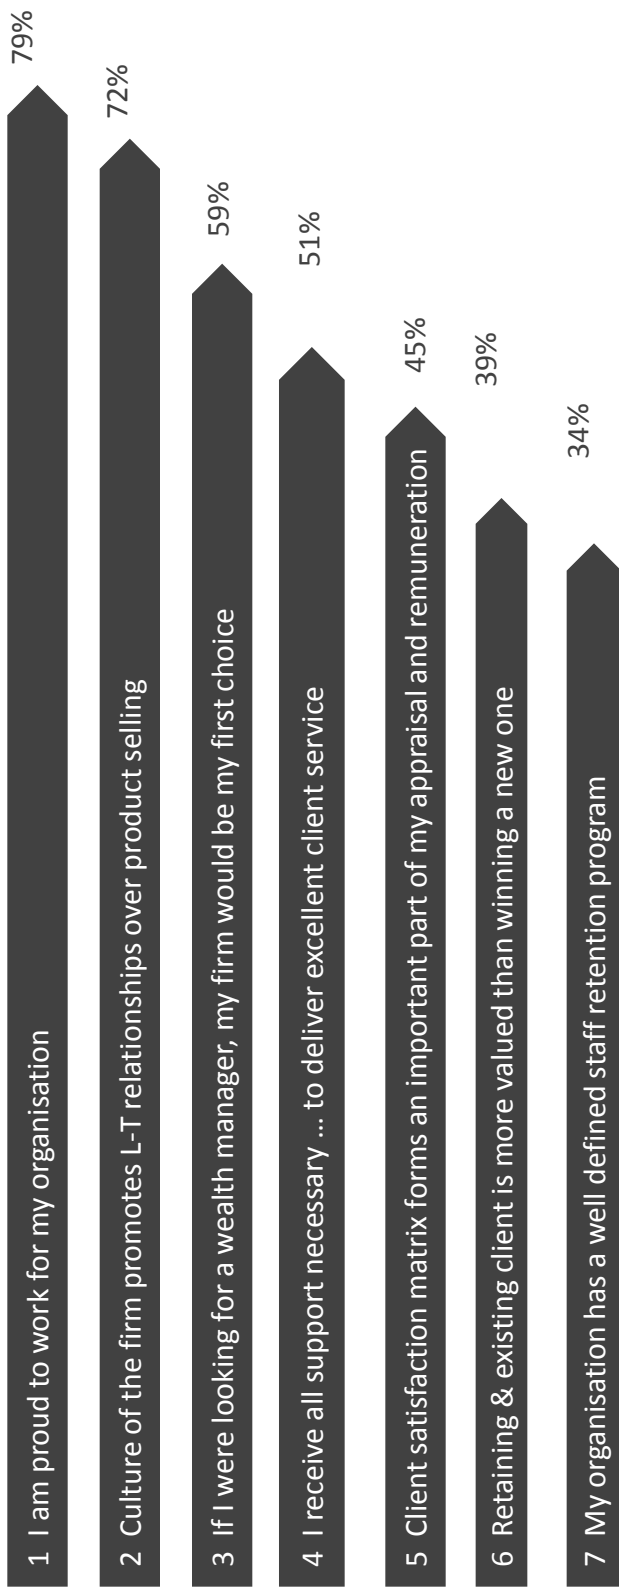 1 I am proud to work for my organisation
79%
2 Culture of the firm promotes L-T relationships over product selling
72%
3 If I were looking for a wealth manager, my firm would be my first choice
59%
4 I receive all support necessary ... to deliver excellent client service
51%
5 Client satisfaction matrix forms an important part of my appraisal and remuneration
45%
6 Retaining & existing client is more valued than winning a new one
39%
7 My organisation has a well defined staff retention program
34%